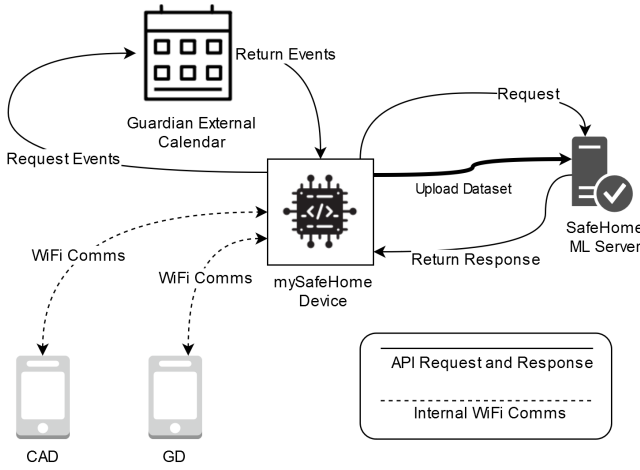 Return Events
Request
Guardian External
Calendar
Request Events
Upload Dataset
SafeHome
ML Server
Return Response
WiFi Comms
WiFi Comms
mySafeHome
Device
</>
API Request and Response
Internal WiFi Comms
CAD
GD